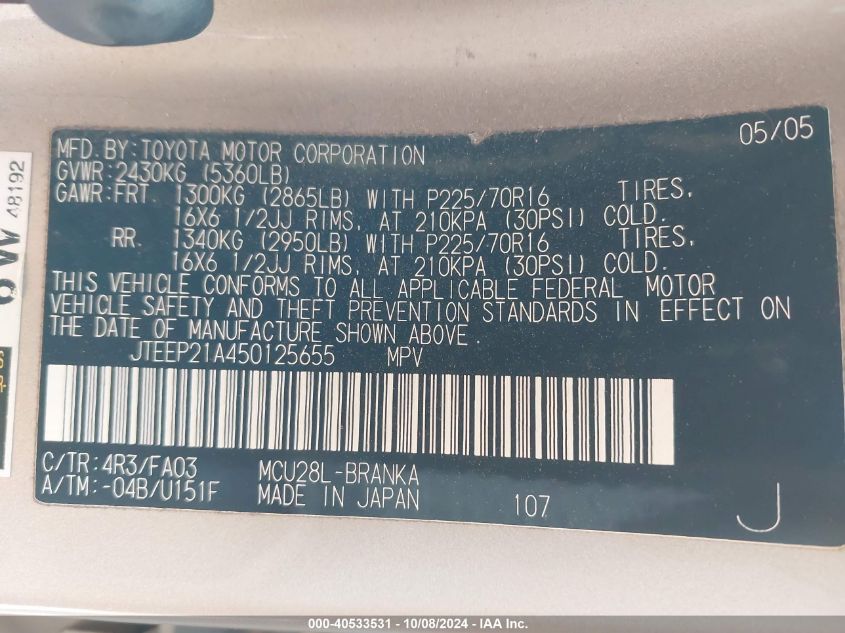 05/05
MFD. BY: TOYOTA MOTOR CORPORATION
GVWR: 2430KG (5360LB)
GAWR: FRT. 1300KG (2865LB) WITH P225/70R16 TIRES,
16X6 1/2JJ RIMS, AT 210KPA (30PSI) COLD.
RR. 1340KG (2950LB) WITH P225/70R16 TIRES,
16X6 1/2JJ RIMS, AT 210KPA (30PSI) COLD.
THIS VEHICLE CONFORMS TO ALL APPLICABLE FEDERAL MOTOR
VEHICLE SAFETY AND THEFT PREVENTION STANDARDS IN EFFECT ON
THE DATE OF MANUFACTURE SHOWN ABOVE
JTEEP21A450125655 MPV
C/TR: 4R3/FA03 MCU28L-BRANKA
A/TM: -04B/U151F MADE IN JAPAN 107 J
48192
000-40533531 - 10/08/2024 - IAA Inc.